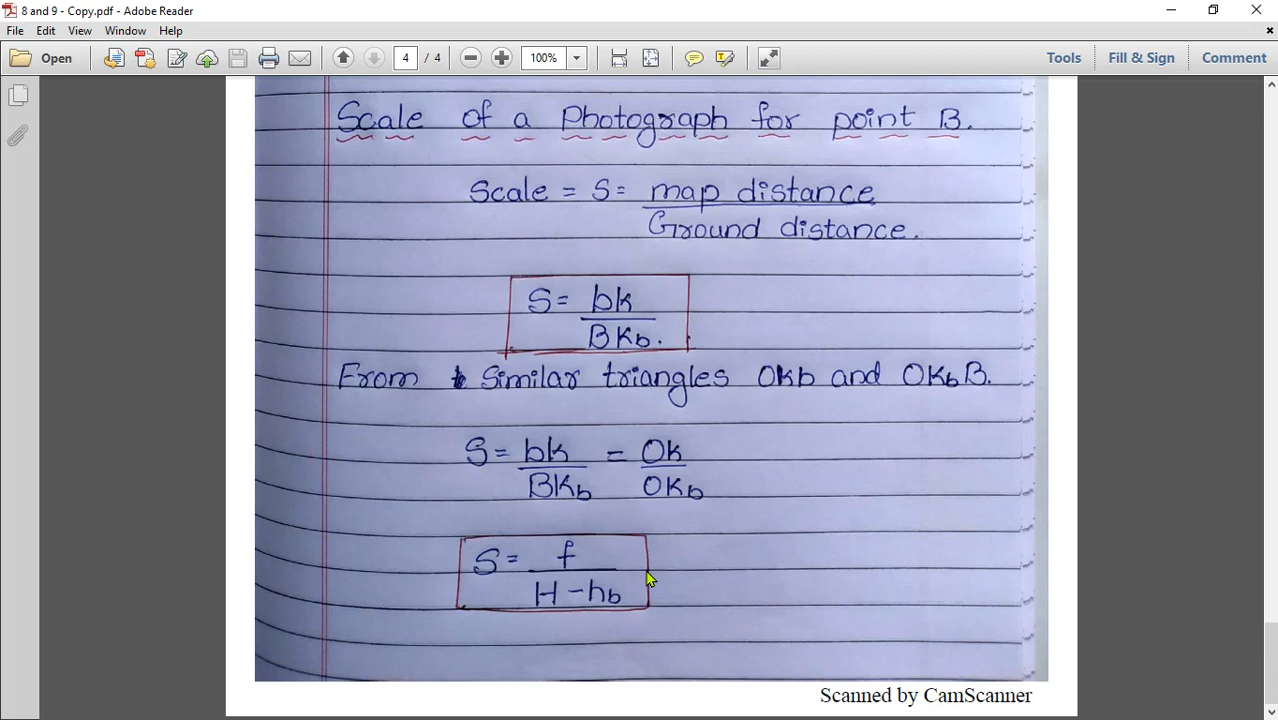 8 and 9 - Copy.pdf - Adobe Reader
File Edit View Window Help
Open 4 / 4 100% Tools Fill & Sign Comment
Scale of a Photograph for point B.
Scale = S = map distance
Ground distance.
S = bk
BKb.
From Similar triangles Okb and OKbB.
S = bk = Ok
BKb OKb
S = f
H - hb
Scanned by CamScanner